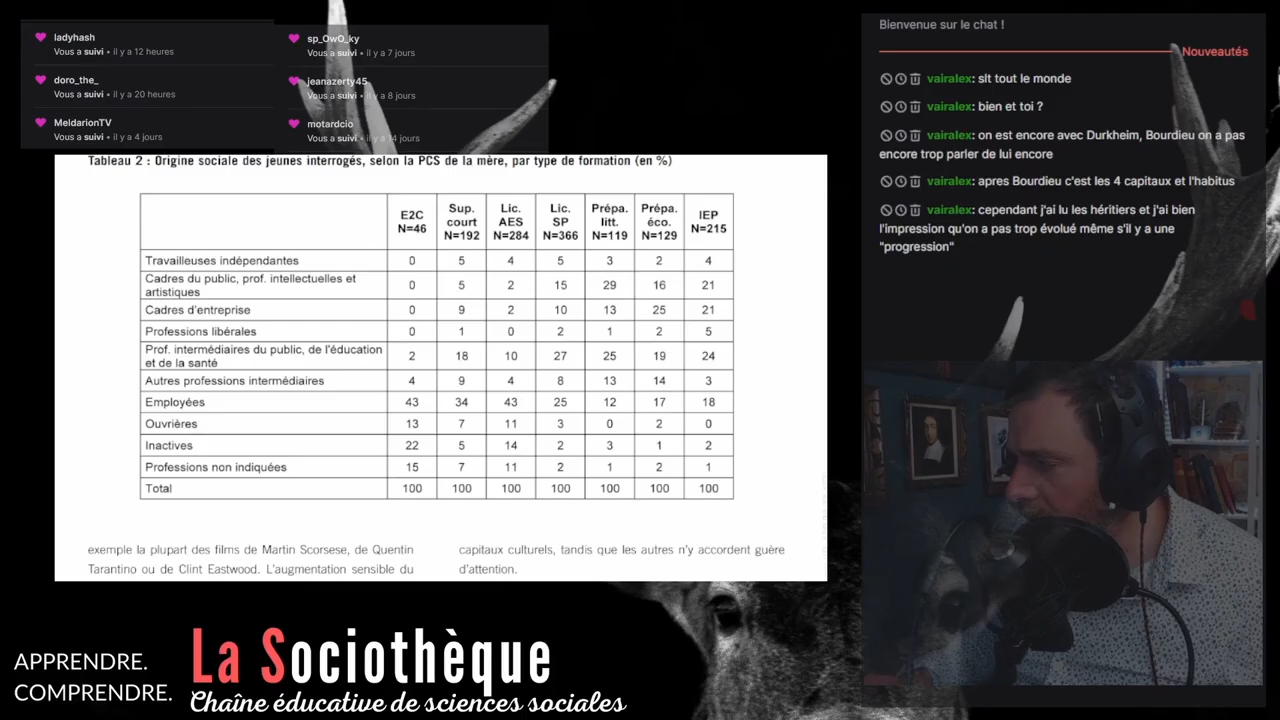 ladyhash
Vous a suivi • il y a 12 heures
doro_the_
Vous a suivi • il y a 20 heures
MeldarionTV
Vous a suivi • il y a 4 jours
sp_OwO_ky
Vous a suivi • il y a 7 jours
jeanazerty45
Vous a suivi • il y a 8 jours
motardcio
Vous a suivi • il y a 14 jours
Bienvenue sur le chat !
Nouveautés
vairalex: slt tout le monde
vairalex: bien et toi ?
vairalex: on est encore avec Durkheim, Bourdieu on a pas
encore trop parler de lui encore
vairalex: apres Bourdieu c'est les 4 capitaux et l'habitus
vairalex: cependant j'ai lu les héritiers et j'ai bien
l'impression qu'on a pas trop évolué même s'il y a une
"progression"
Tableau 2 : Origine sociale des jeunes interrogés, selon la PCS de la mère, par type de formation (en %)
E2C N=46 Sup. court N=192 Lic. AES N=284 Lic. SP N=366 Prépa. litt. N=119 Prépa. éco. N=129 IEP N=215
Travailleuses indépendantes 0 5 4 5 3 2 4
Cadres du public, prof. intellectuelles et
artistiques 0 5 2 15 29 16 21
Cadres d'entreprise 0 9 2 10 13 25 21
Professions libérales 0 1 0 2 1 2 5
Prof. intermédiaires du public, de l'éducation
et de la santé 2 18 10 27 25 19 24
Autres professions intermédiaires 4 9 4 8 13 14 3
Employées 43 34 43 25 12 17 18
Ouvrières 13 7 11 3 0 2 0
Inactives 22 5 14 2 3 1 2
Professions non indiquées 15 7 11 2 1 2 1
Total 100 100 100 100 100 100 100
exemple la plupart des films de Martin Scorsese, de Quentin
Tarantino ou de Clint Eastwood. L'augmentation sensible du
capitaux culturels, tandis que les autres n'y accordent guère
d'attention.
APPRENDRE.
COMPRENDRE.
La Sociothèque
Chaîne éducative de sciences sociales